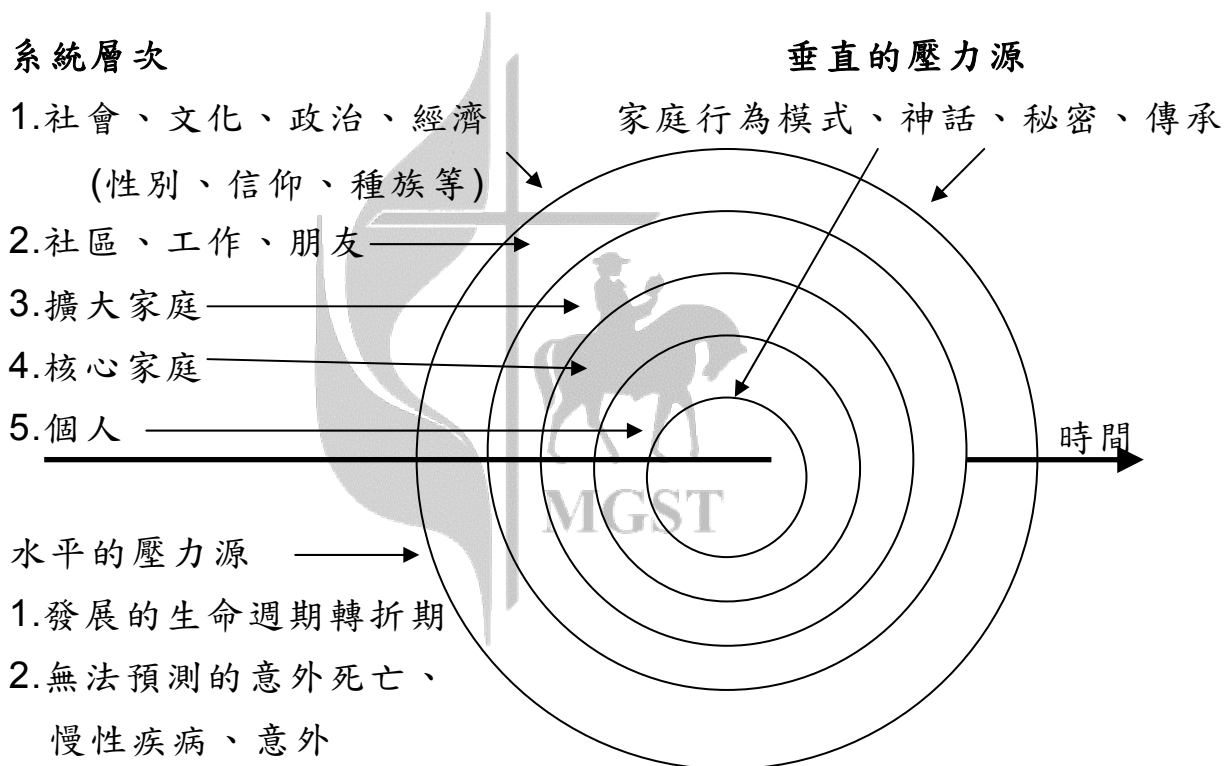 系統層次
垂直的壓力源
1.社會、文化、政治、經濟
家庭行為模式、神話、秘密、傳承
(性別、信仰、種族等)
2.社區、工作、朋友
3.擴大家庭
4.核心家庭
5.個人
時間
MGST
水平的壓力源
1.發展的生命週期轉折期
2.無法預測的意外死亡、
慢性疾病、意外